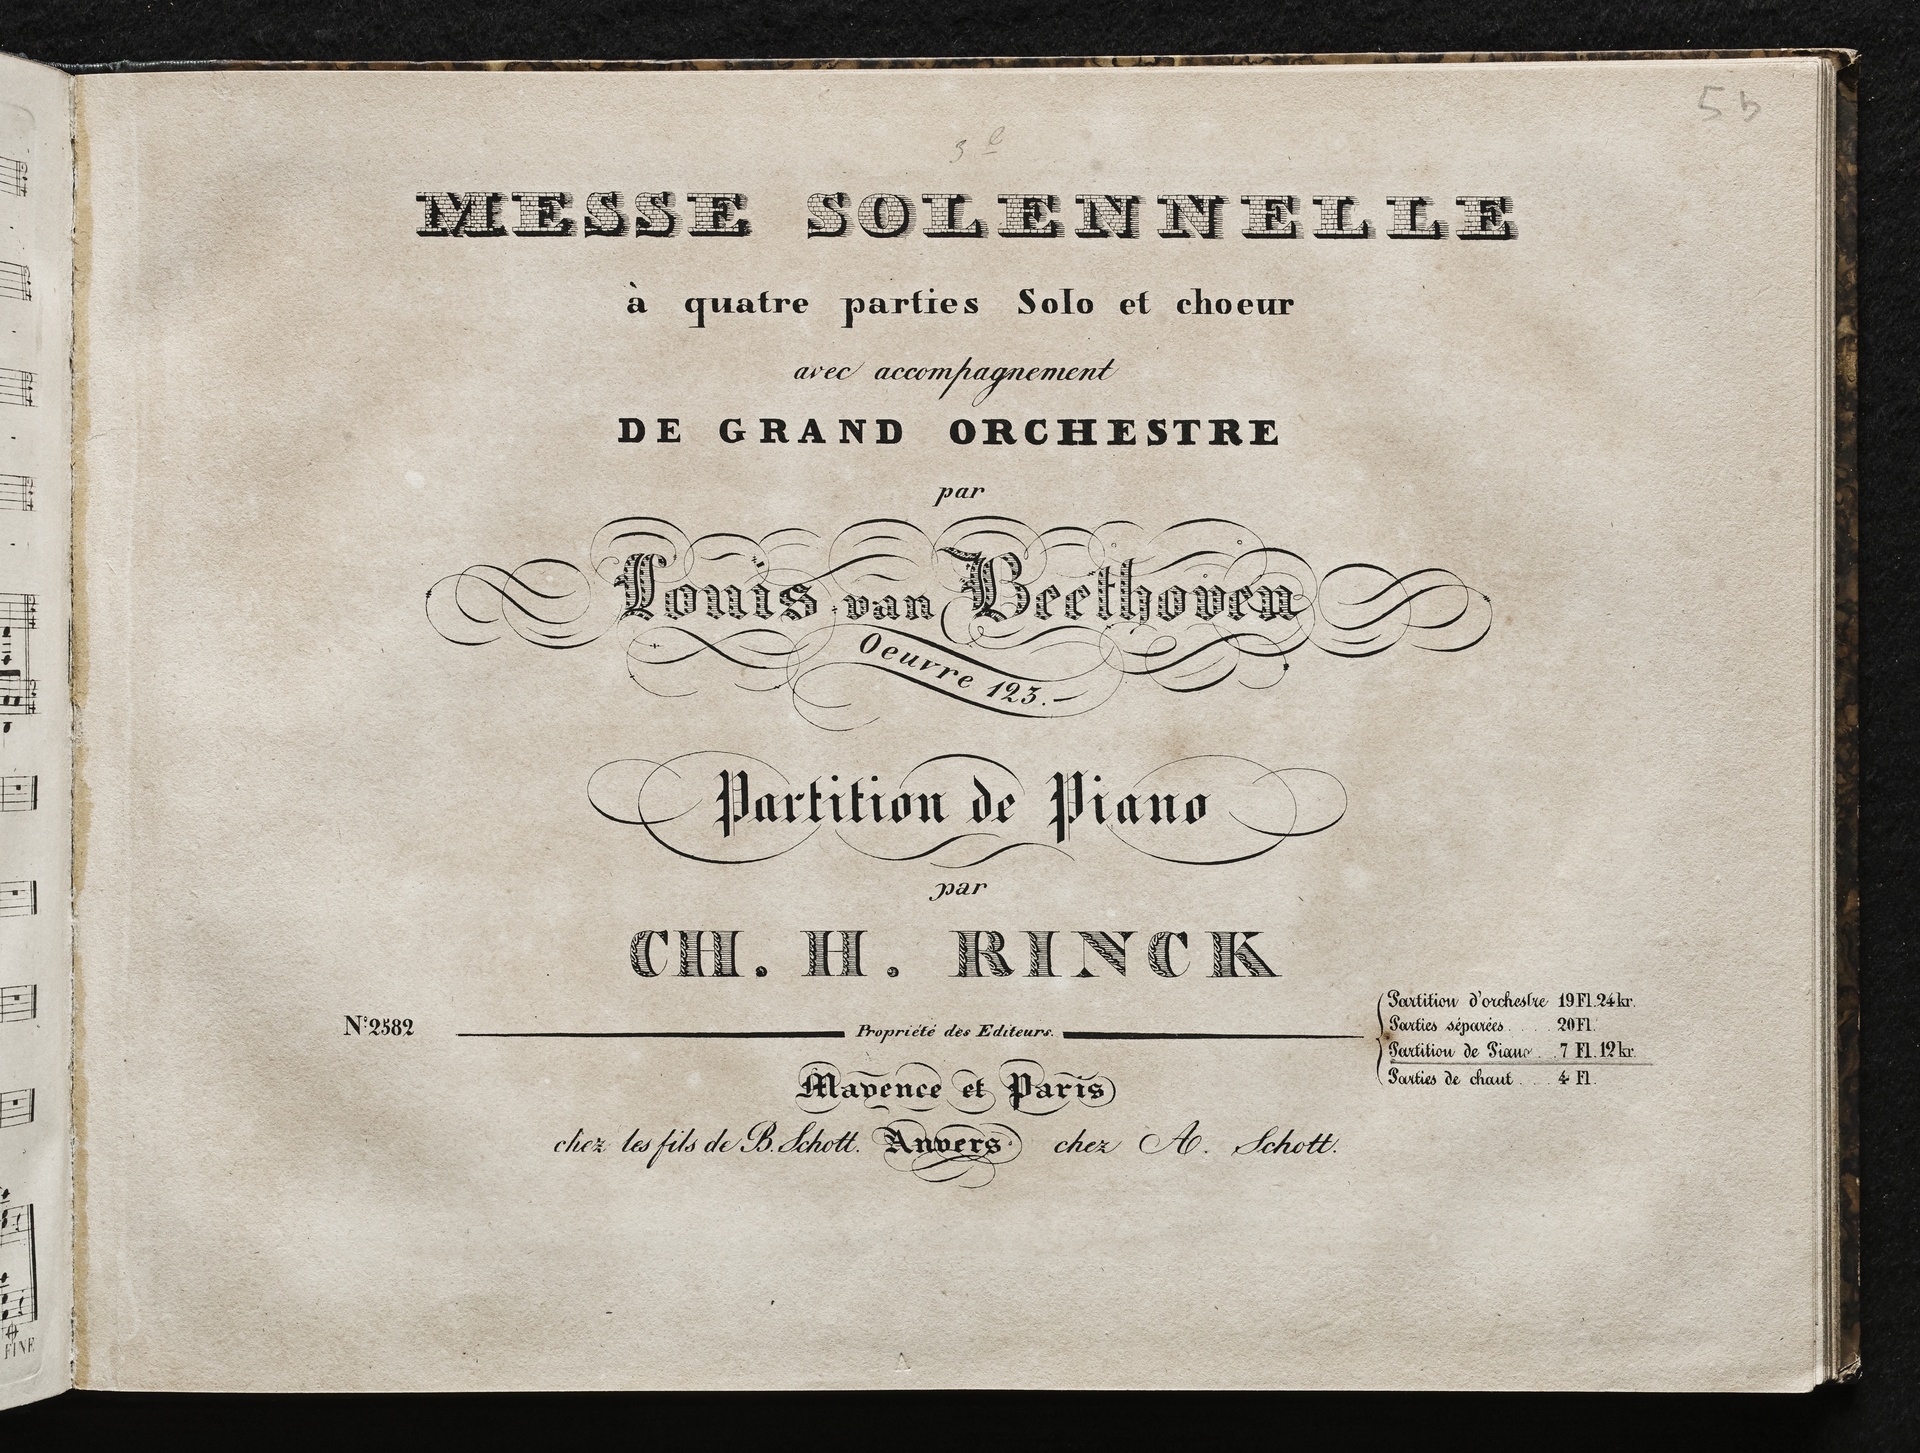 5b
3e
MESSE SOLENNELLE
à quatre parties Solo et choeur
avec accompagnement
DE GRAND ORCHESTRE
par
Louis van Beethoven
Oeuvre 123.
Partition de Piano
par
CH. H. RINCK
N° 2582
Propriété des Editeurs.
Partition d'orchestre 19 Fl. 24 kr.
Parties séparées . . . . 20 Fl.
Partition de Piano . . 7 Fl. 12 kr.
Parties de chant . . . 4 Fl.
Mayence et Paris
chez les fils de B. Schott. Anvers chez A. Schott.
FINE